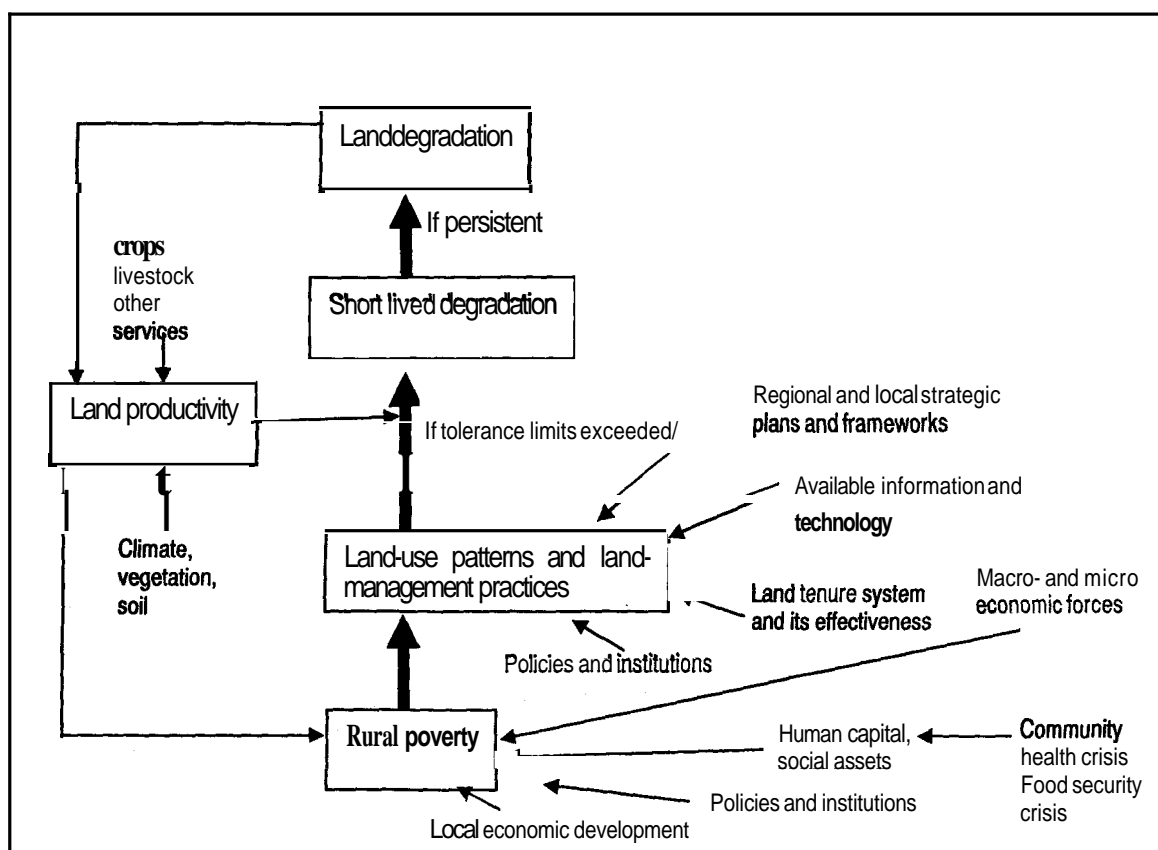 Landdegradation
If persistent
crops
livestock
other
services
Short lived degradation
Land productivity
Regional and local strategic
plans and frameworks
If tolerance limits exceeded/
Available information and
technology
Climate,
vegetation,
soil
Land-use patterns and land-
management practices
Land tenure system
and its effectiveness
Macro- and micro
economic forces
Policies and institutions
Rural poverty
Human capital,
social assets
Community
health crisis
Food security
crisis
Policies and institutions
Local economic development